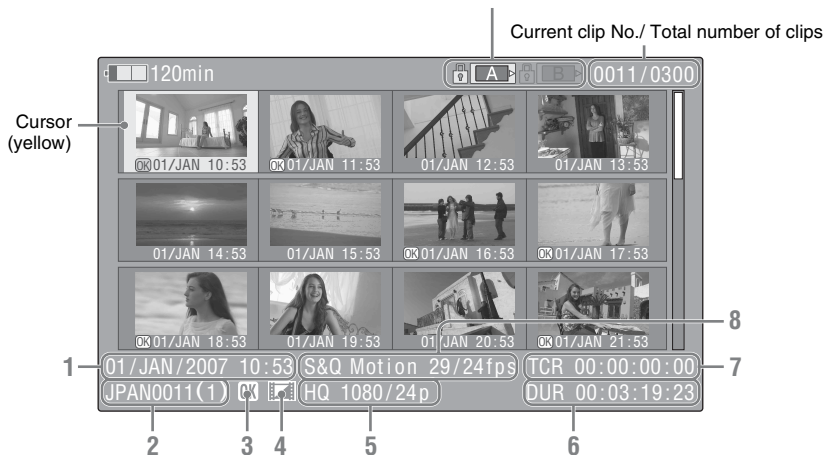 Current clip No./ Total number of clips
120min
A
B
0011/0300
Cursor
(yellow)
OK 01/JAN 10:53
OK 01/JAN 11:53
01/JAN 12:53
01/JAN 13:53
01/JAN 14:53
01/JAN 15:53
OK 01/JAN 16:53
OK 01/JAN 17:53
OK 01/JAN 18:53
01/JAN 19:53
01/JAN 20:53
OK 01/JAN 21:53
8
1
01/JAN/2007 10:53
S&Q Motion 29/24fps
TCR 00:00:00:00
7
JPAN0011(1)
OK
HQ 1080/24p
DUR 00:03:19:23
2
3
4
5
6